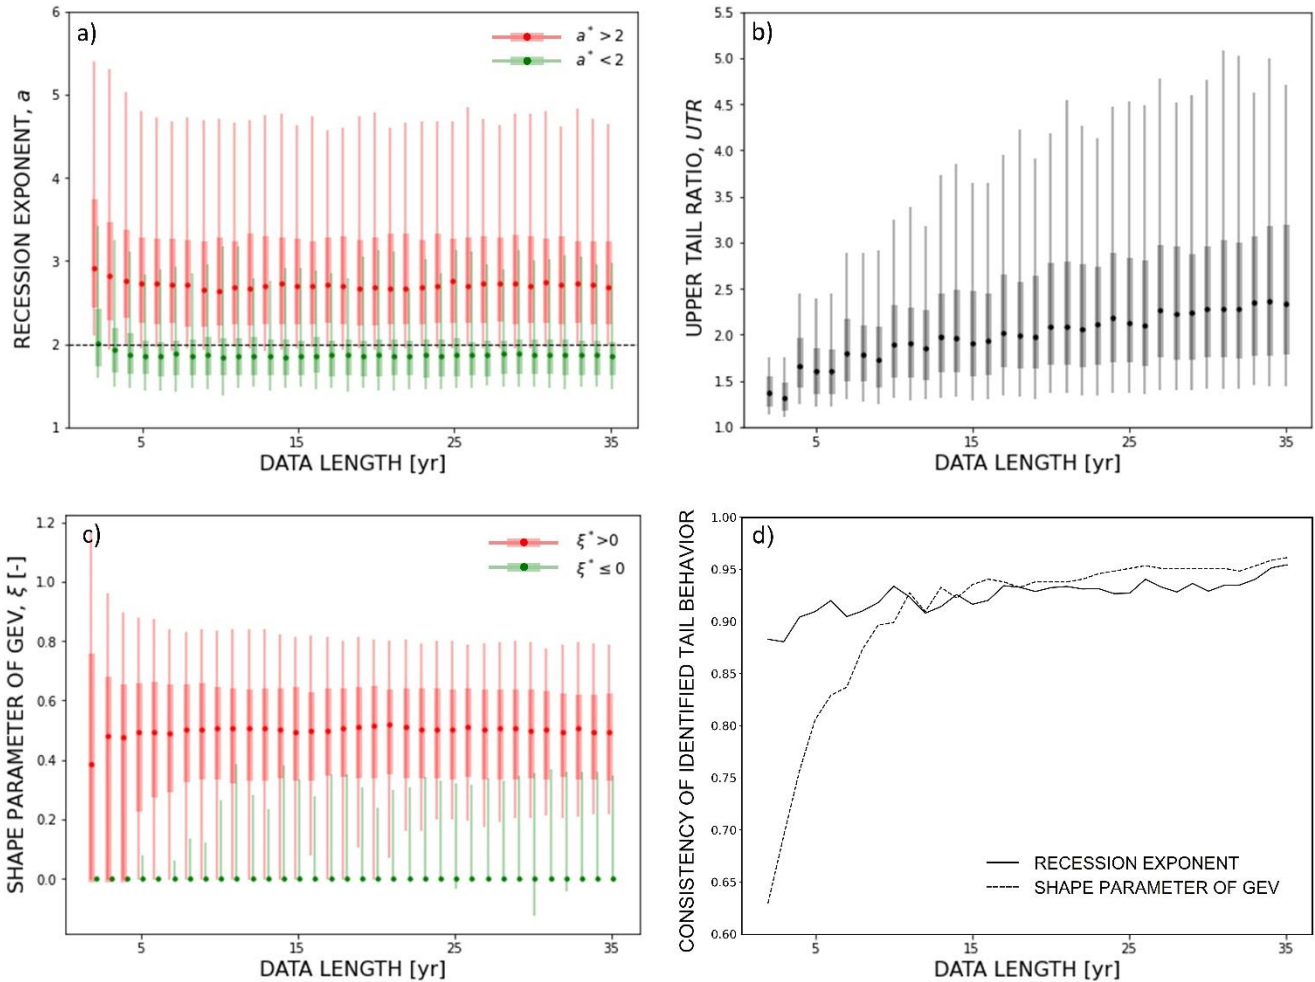 a)
a* > 2
a* < 2
6
5
4
3
2
1
RECESSION EXPONENT, a
5
15
25
35
DATA LENGTH [yr]
b)
5.5
5.0
4.5
4.0
3.5
3.0
2.5
2.0
1.5
1.0
UPPER TAIL RATIO, UTR
5
15
25
35
DATA LENGTH [yr]
c)
ξ* >0
ξ* ≤ 0
1.2
1.0
0.8
0.6
0.4
0.2
0.0
SHAPE PARAMETER OF GEV, ξ [-]
5
15
25
35
DATA LENGTH [yr]
d)
1.00
0.95
0.90
0.85
0.80
0.75
0.70
0.65
0.60
CONSISTENCY OF IDENTIFIED TAIL BEHAVIOR
RECESSION EXPONENT
SHAPE PARAMETER OF GEV
5
15
25
35
DATA LENGTH [yr]